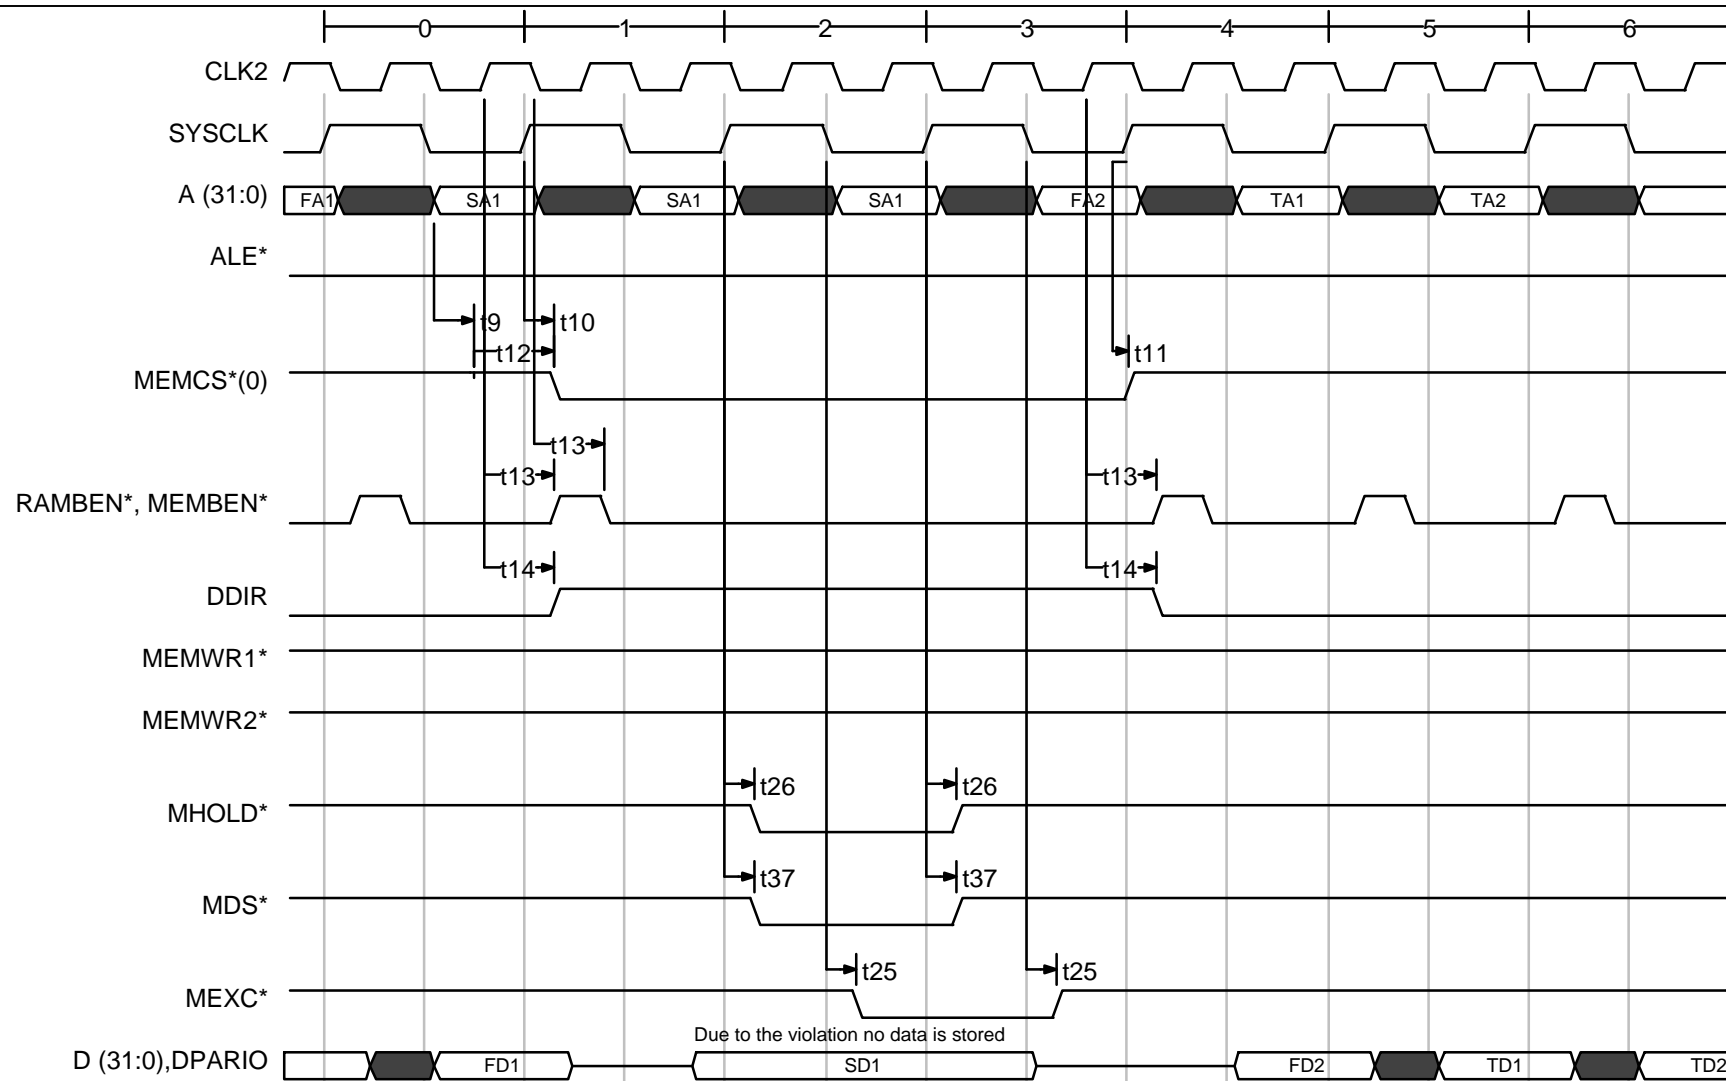 0 1 2 3 4 5 6
CLK2
SYSCLK
A (31:0) FA1 SA1 SA1 SA1 FA2 TA1 TA2
ALE*
t9 t10
t12 t11
MEMCS*(0)
t13
t13 t13
RAMBEN*, MEMBEN*
t14 t14
DDIR
MEMWR1*
MEMWR2*
t26 t26
MHOLD*
t37 t37
MDS*
t25 t25
MEXC*
Due to the violation no data is stored
D (31:0),DPARIO FD1 SD1 FD2 TD1 TD2